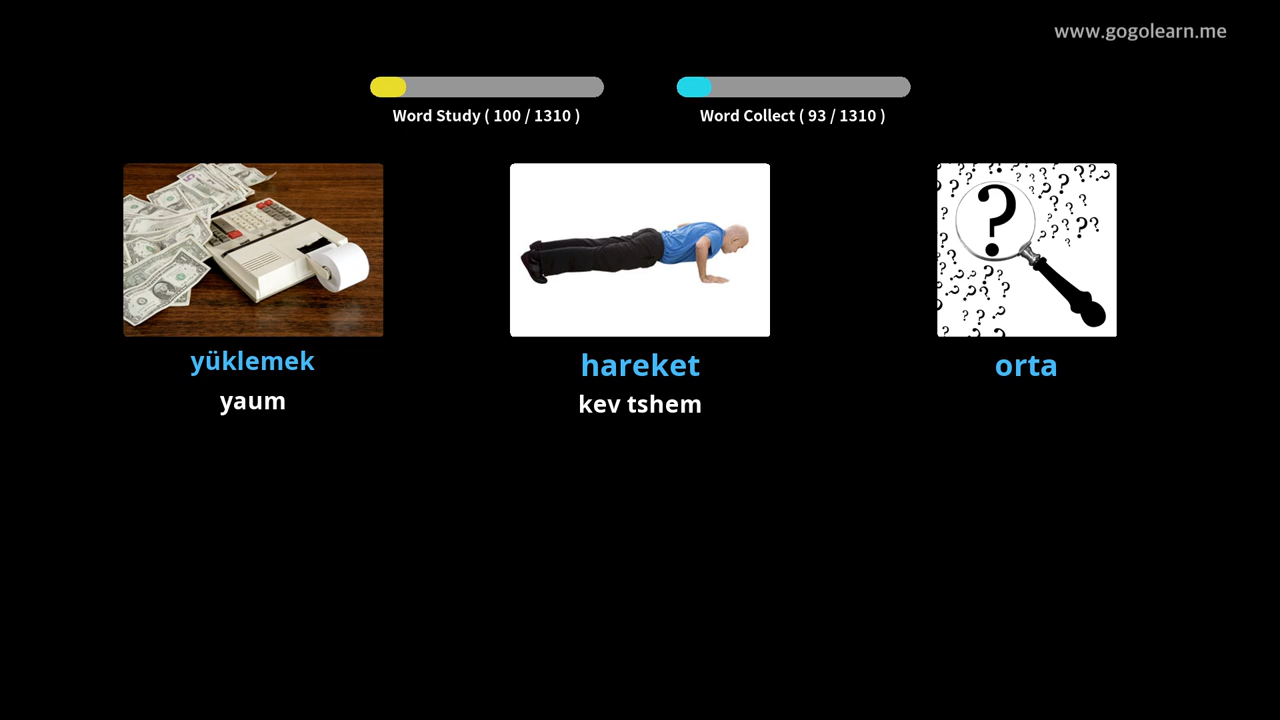 www.gogolearn.me
Word Study ( 100 / 1310 )
Word Collect ( 93 / 1310 )
yüklemek
yaum
hareket
kev tshem
orta